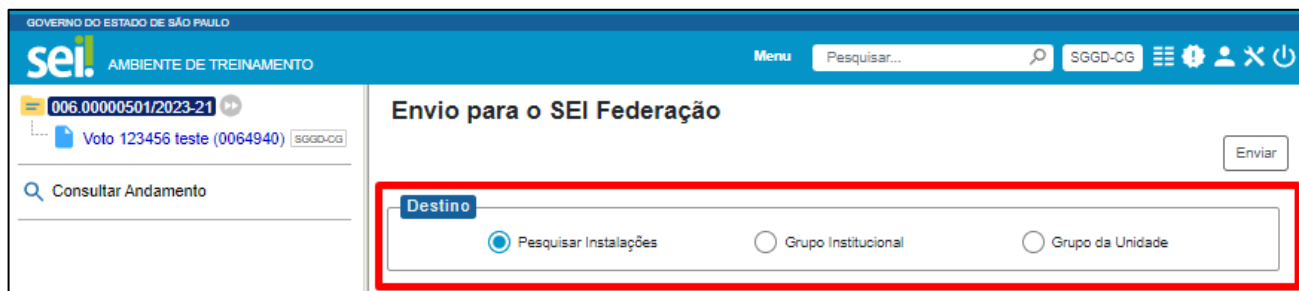 GOVERNO DO ESTADO DE SÃO PAULO
sei! AMBIENTE DE TREINAMENTO
Menu Pesquisar... SGGD-CG
006.00000501/2023-21
Voto 123456 teste (0064940) SGGD-CG
Consultar Andamento
Envio para o SEI Federação
Enviar
Destino
Pesquisar Instalações Grupo Institucional Grupo da Unidade